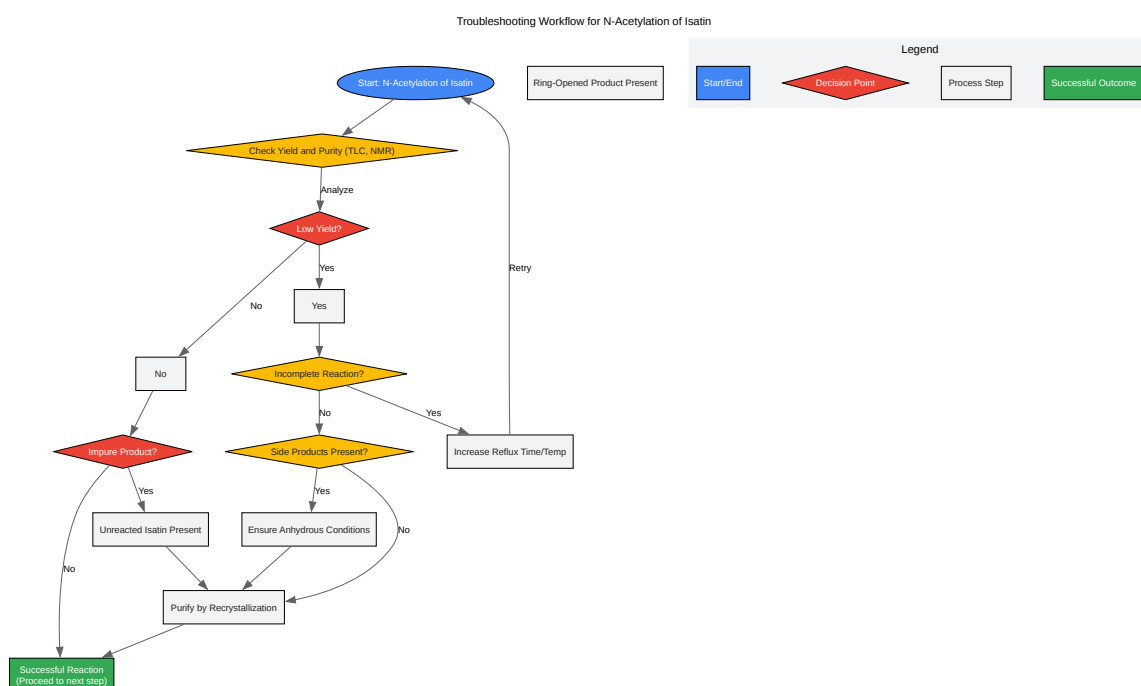 Troubleshooting Workflow for N-Acetylation of Isatin
Legend
Start: N-Acetylation of Isatin
Ring-Opened Product Present
Start/End
Decision Point
Process Step
Successful Outcome
Check Yield and Purity (TLC, NMR)
Analyze
Low Yield?
Yes
Retry
No
Yes
No
Incomplete Reaction?
No
Yes
Impure Product?
Side Products Present?
Increase Reflux Time/Temp
Yes
Yes
Unreacted Isatin Present
Ensure Anhydrous Conditions
No
No
Purify by Recrystallization
Successful Reaction
(Proceed to next step)